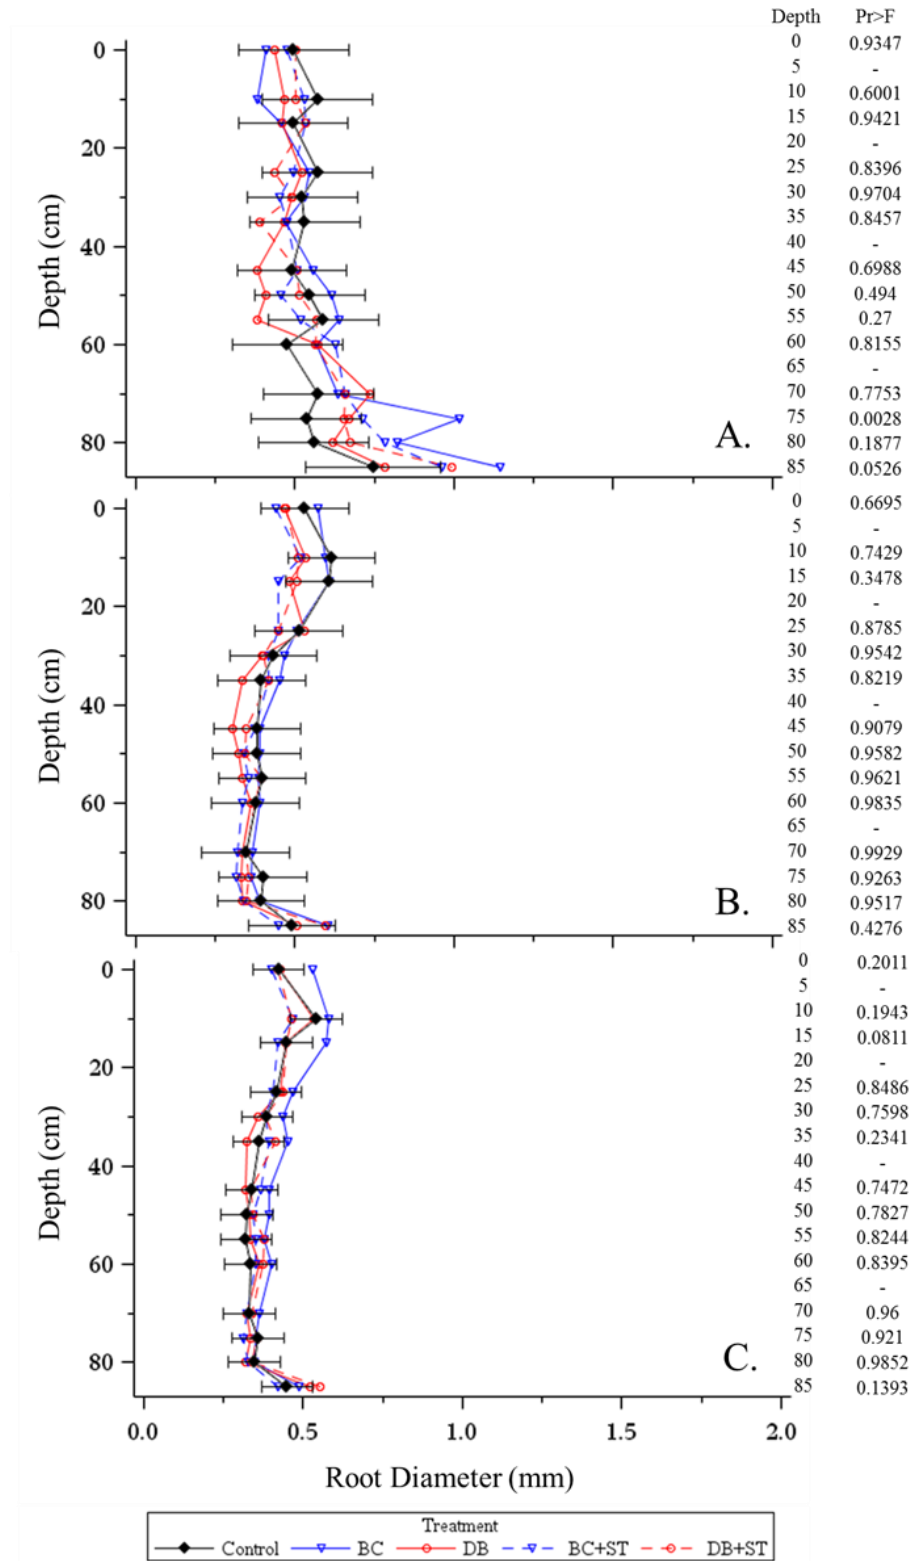 Depth Pr>F
0 0.9347
0 5 -
10 0.6001
15 0.9421
20 20 -
25 0.8396
30 0.9704
35 0.8457
40 40 -
45 0.6988
50 0.494
55 0.27
60 60 0.8155
65 -
70 0.7753
75 0.0028
80 80 0.1877
85 0.0526
Depth (cm)
A.
0 0.6695
0 5 -
10 0.7429
15 0.3478
20 20 -
25 0.8785
30 0.9542
35 0.8219
40 40 -
45 0.9079
50 0.9582
55 0.9621
60 60 0.9835
65 -
70 0.9929
75 0.9263
80 80 0.9517
85 0.4276
Depth (cm)
B.
0 0.2011
0 5 -
10 0.1943
15 0.0811
20 20 -
25 0.8486
30 0.7598
35 0.2341
40 40 -
45 0.7472
50 0.7827
55 0.8244
60 60 0.8395
65 -
70 0.96
75 0.921
80 80 0.9852
85 0.1393
Depth (cm)
C.
0.0 0.5 1.0 1.5 2.0
Root Diameter (mm)
Treatment
Control BC DB BC+ST DB+ST